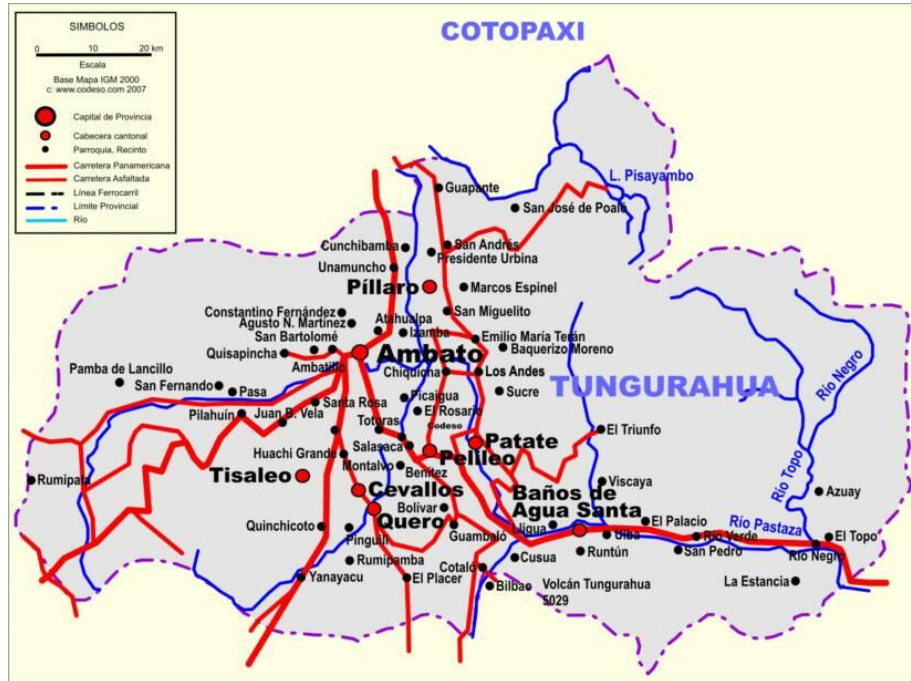 SIMBOLOS
0 10 20 km
Escala
Base Mapa IGM 2000
c: www.codeso.com 2007
Capital de Provincia
Cabecera cantonal
Parroquia, Recinto
Carretera Panamericana
Carretera Asfaltada
Línea Ferrocarril
Límite Provincial
Río
COTOPAXI
L. Pisayambo
Guapante
San José de Poaló
Cunchibamba
San Andrés
Presidente Urbina
Unamuncho
Píllaro
Marcos Espinel
Constantino Fernández
Atahualpa
San Miguelito
Agusto N. Martínez
Izamba
San Bartolomé
Emilio María Terán
Quisapincha
Ambato
Baquerizo Moreno
Ambatillo
Chiquicha
Los Andes
Pamba de Lancillo
San Fernando
Pasa
TUNGURAHUA
Río Negro
Sucre
Picaigua
Santa Rosa
El Rosario
Pilahuín
Juan B. Vela
Totoras
Codeso
El Triunfo
Salasaca
Patate
Huachi Grande
Pelileo
Río Topo
Montalvo
Benítez
Tisaleo
Rumipata
Viscaya
Cevallos
Baños de
Agua Santa
Azuay
Bolívar
Quero
Lligua
El Palacio
Río Pastaza
Quinchicoto
Pinguilí
Guambaló
Ulba
Río Verde
El Topo
Cusua
Runtún
San Pedro
Río Negro
Rumipamba
Cotaló
Yanayacu
El Placer
Bilbao
Volcán Tungurahua
5029
La Estancia